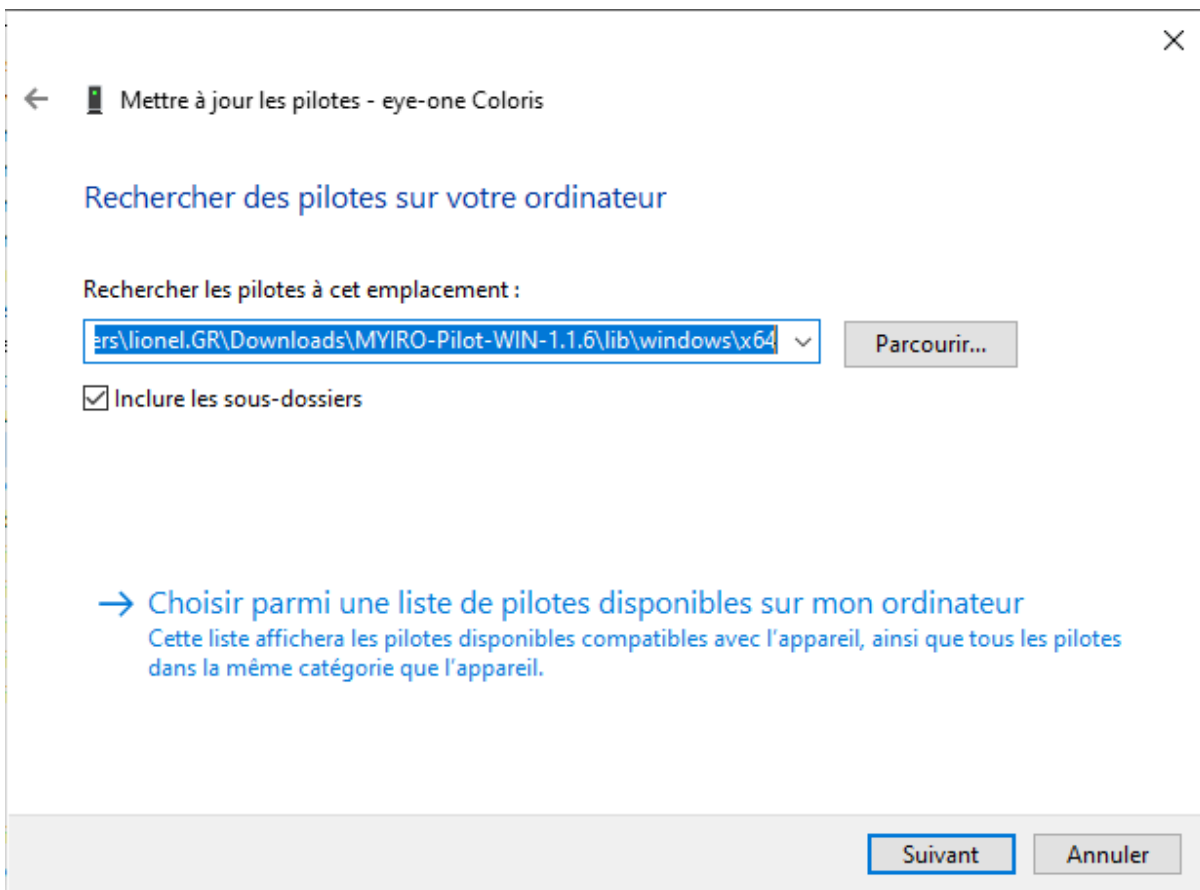 Mettre à jour les pilotes - eye-one Coloris
Rechercher des pilotes sur votre ordinateur
Rechercher les pilotes à cet emplacement :
ers\lionel.GR\Downloads\MYIRO-Pilot-WIN-1.1.6\lib\windows\x64
Parcourir...
Inclure les sous-dossiers
Choisir parmi une liste de pilotes disponibles sur mon ordinateur
Cette liste affichera les pilotes disponibles compatibles avec l’appareil, ainsi que tous les pilotes
dans la même catégorie que l’appareil.
Suivant
Annuler